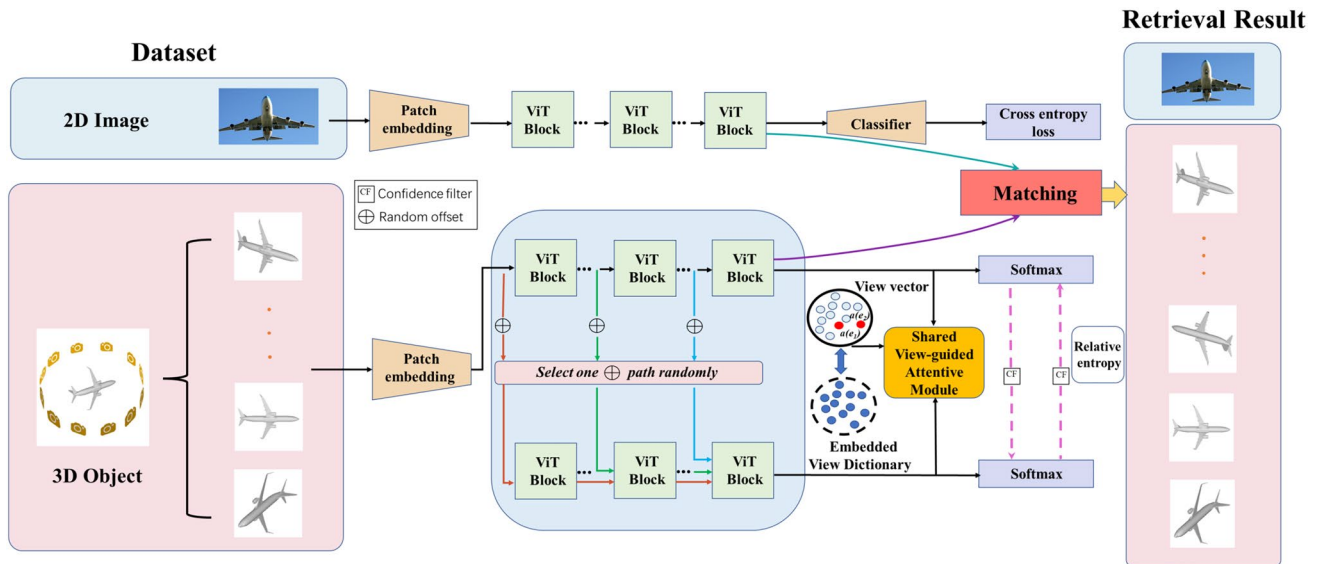 Dataset
Retrieval Result
2D Image
Patch
embedding
ViT
Block
ViT
Block
ViT
Block
Classifier
Cross entropy
loss
CF Confidence filter
⊕ Random offset
Matching
ViT
Block
ViT
Block
ViT
Block
Softmax
View vector
a(e₂)
a(e₁)
Shared
View-guided
Attentive
Module
Relative
entropy
Patch
embedding
Select one ⊕ path randomly
CF
CF
3D Object
ViT
Block
ViT
Block
ViT
Block
Embedded
View Dictionary
Softmax